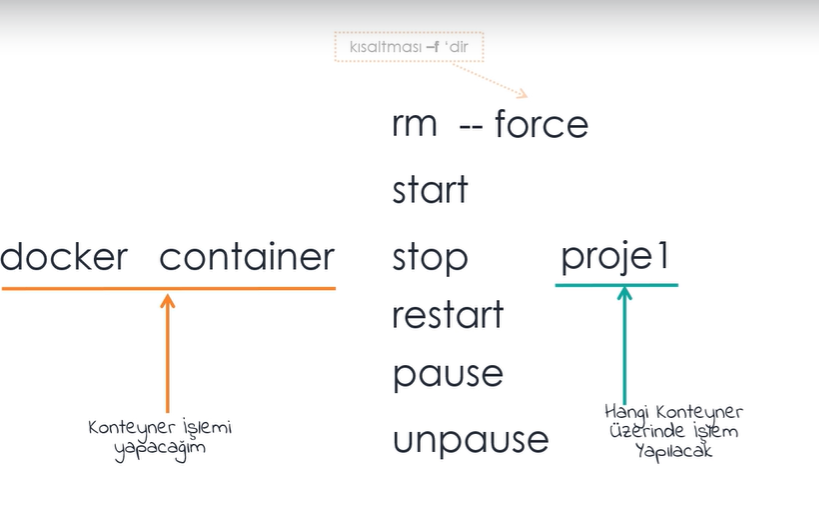 kısaltması –f ‘dir
rm -- force
start
docker container stop proje1
restart
pause
unpause
Konteyner işlemi
yapacağım
Hangi Konteyner
Üzerinde işlem
Yapılacak